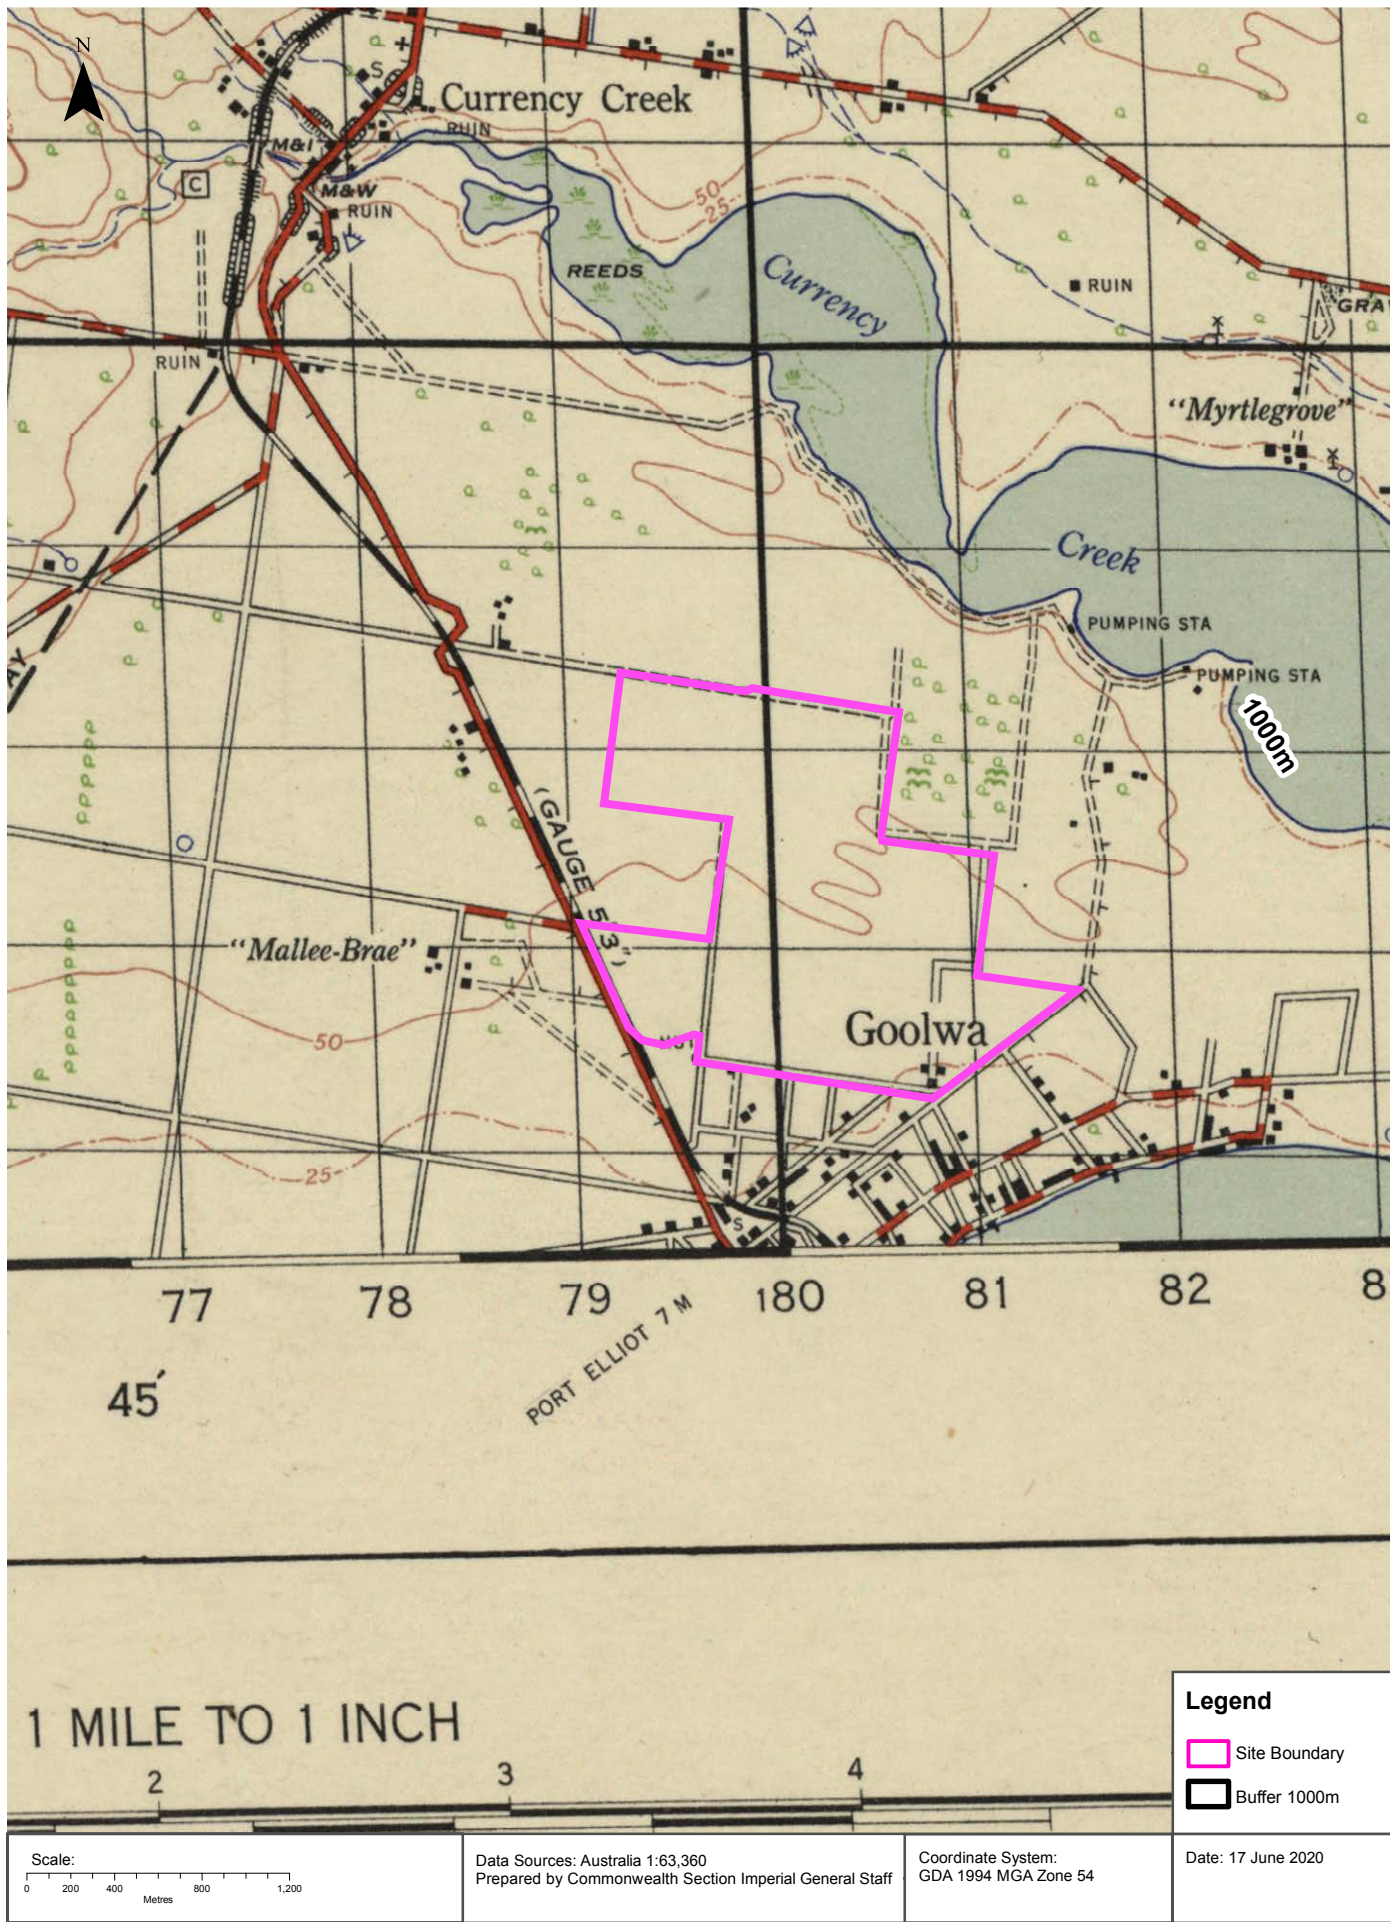 N
Currency Creek
S
RUIN
M&I
C
M&W
RUIN
50
25
REEDS
Currency
RUIN
GRAV
RUIN
"Myrtlegrove"
Creek
PUMPING STA
PUMPING STA
AY
1000m
(GAUGE 5'3")
"Mallee-Brae"
50
Goolwa
25
S
77
78
79
180
81
82
8
PORT ELLIOT 7 M
45'
1 MILE TO 1 INCH
2
3
4
Legend
Site Boundary
Buffer 1000m
Scale:
0 200 400 800 1,200
Metres
Data Sources: Australia 1:63,360
Prepared by Commonwealth Section Imperial General Staff
Coordinate System:
GDA 1994 MGA Zone 54
Date: 17 June 2020